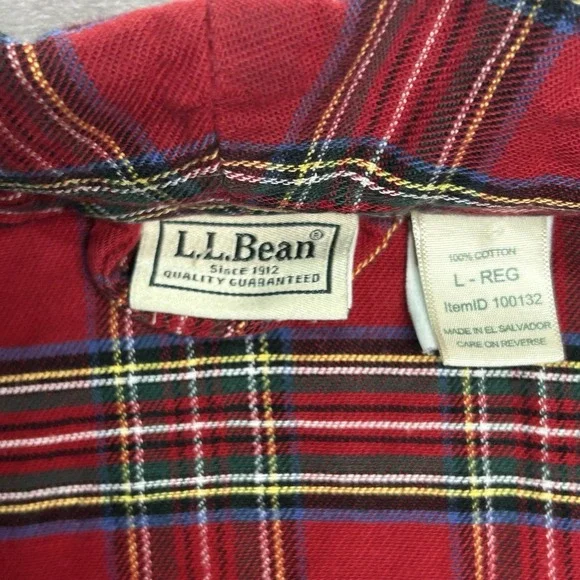 L.L.Bean®
Since 1912
QUALITY GUARANTEED
100% COTTON
L - REG
ItemID 100132
MADE IN EL SALVADOR
CARE ON REVERSE